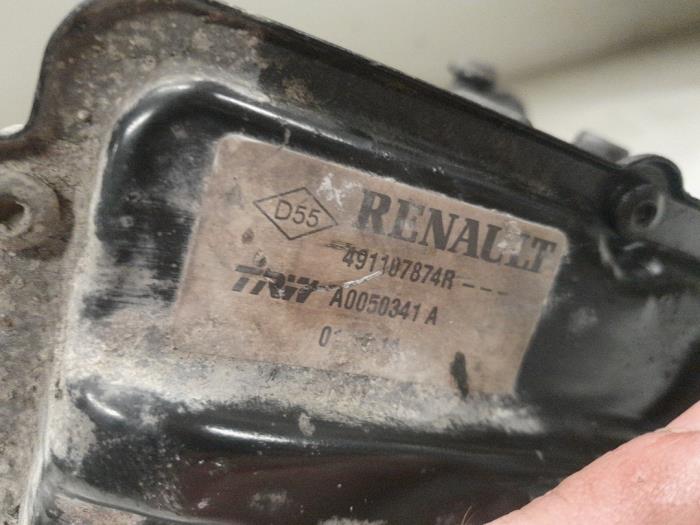 D55 RENAULT
491107874R---
TRW A0050341 A